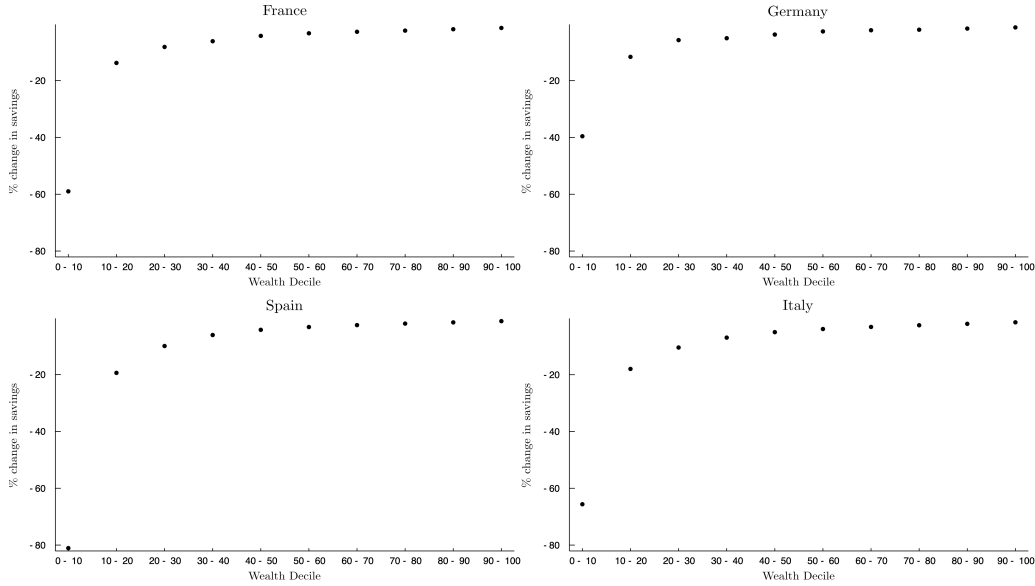 France
% change in savings
- 20
- 40
- 60
- 80
0 - 10 10 - 20 20 - 30 30 - 40 40 - 50 50 - 60 60 - 70 70 - 80 80 - 90 90 - 100
Wealth Decile
Germany
% change in savings
- 20
- 40
- 60
- 80
0 - 10 10 - 20 20 - 30 30 - 40 40 - 50 50 - 60 60 - 70 70 - 80 80 - 90 90 - 100
Wealth Decile
Spain
% change in savings
- 20
- 40
- 60
- 80
0 - 10 10 - 20 20 - 30 30 - 40 40 - 50 50 - 60 60 - 70 70 - 80 80 - 90 90 - 100
Wealth Decile
Italy
% change in savings
- 20
- 40
- 60
- 80
0 - 10 10 - 20 20 - 30 30 - 40 40 - 50 50 - 60 60 - 70 70 - 80 80 - 90 90 - 100
Wealth Decile